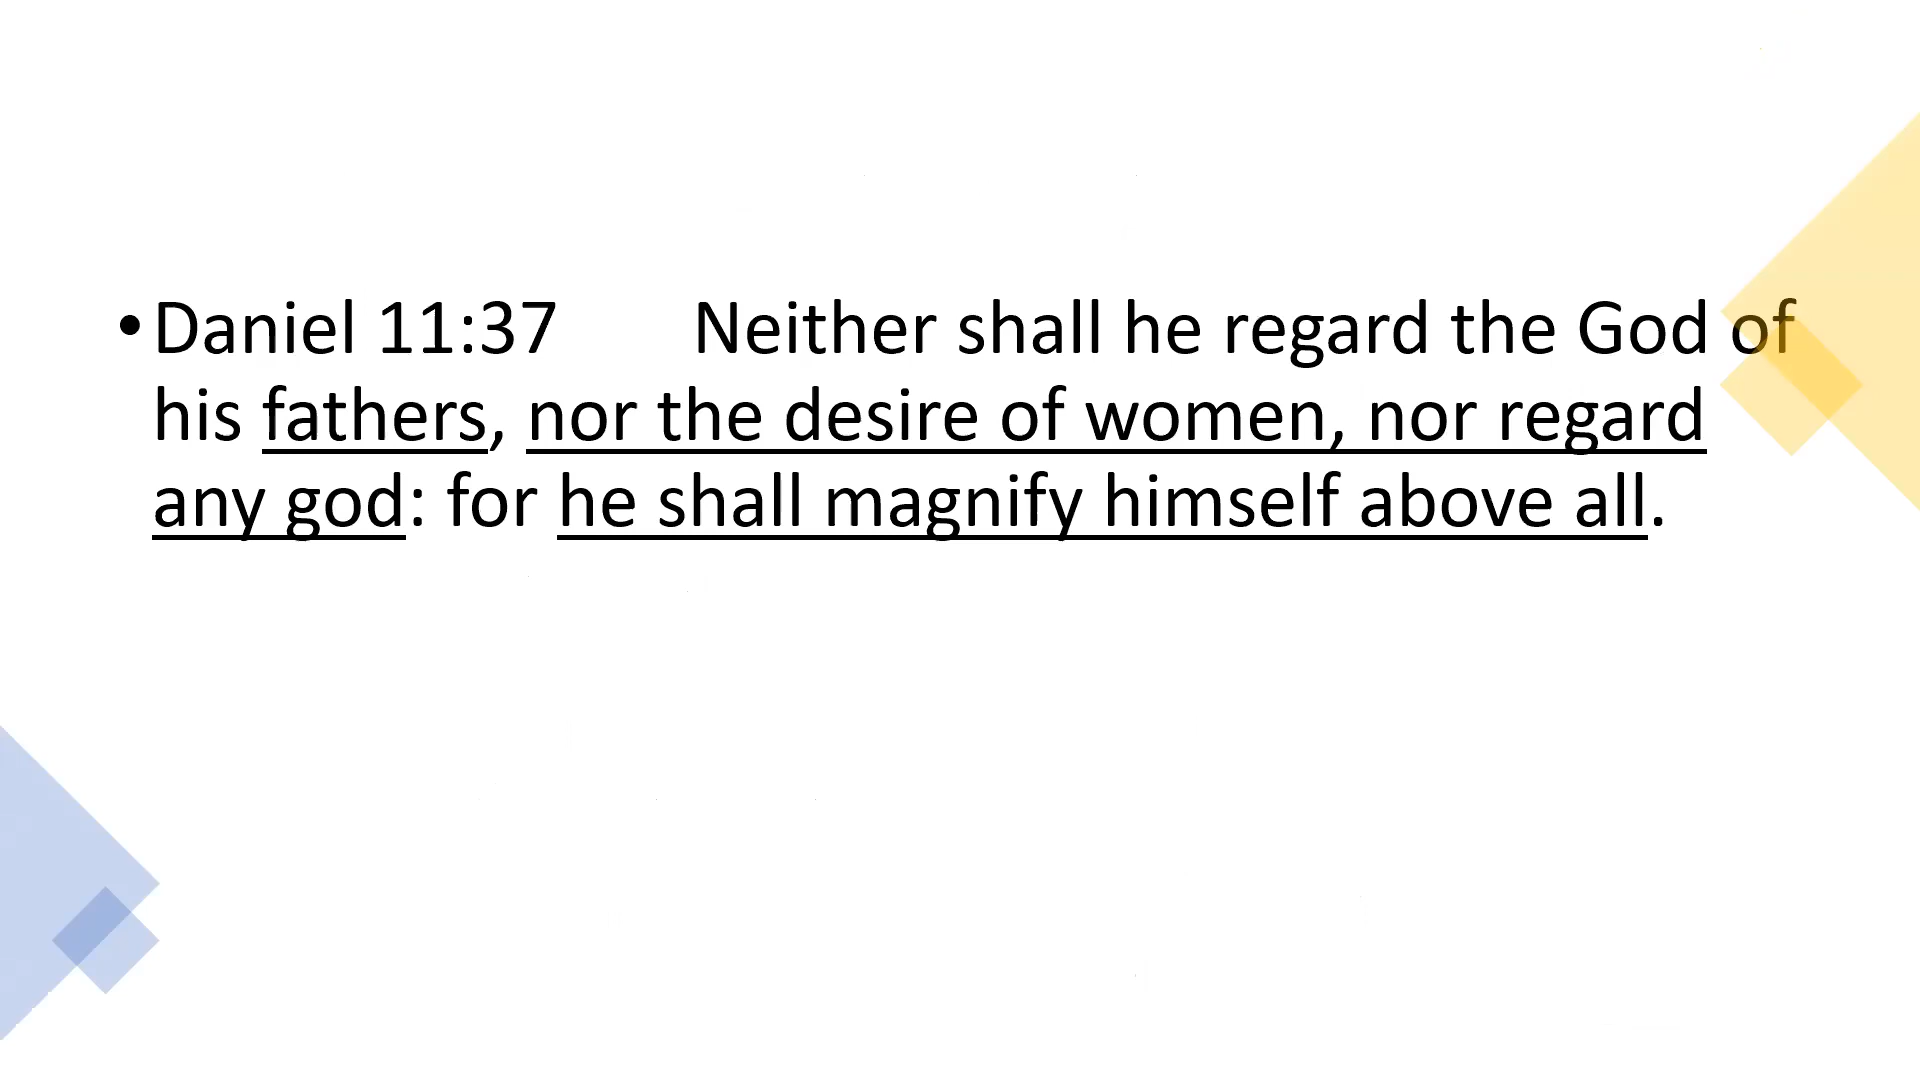 •Daniel 11:37 Neither shall he regard the God of
his fathers, nor the desire of women, nor regard
any god: for he shall magnify himself above all.